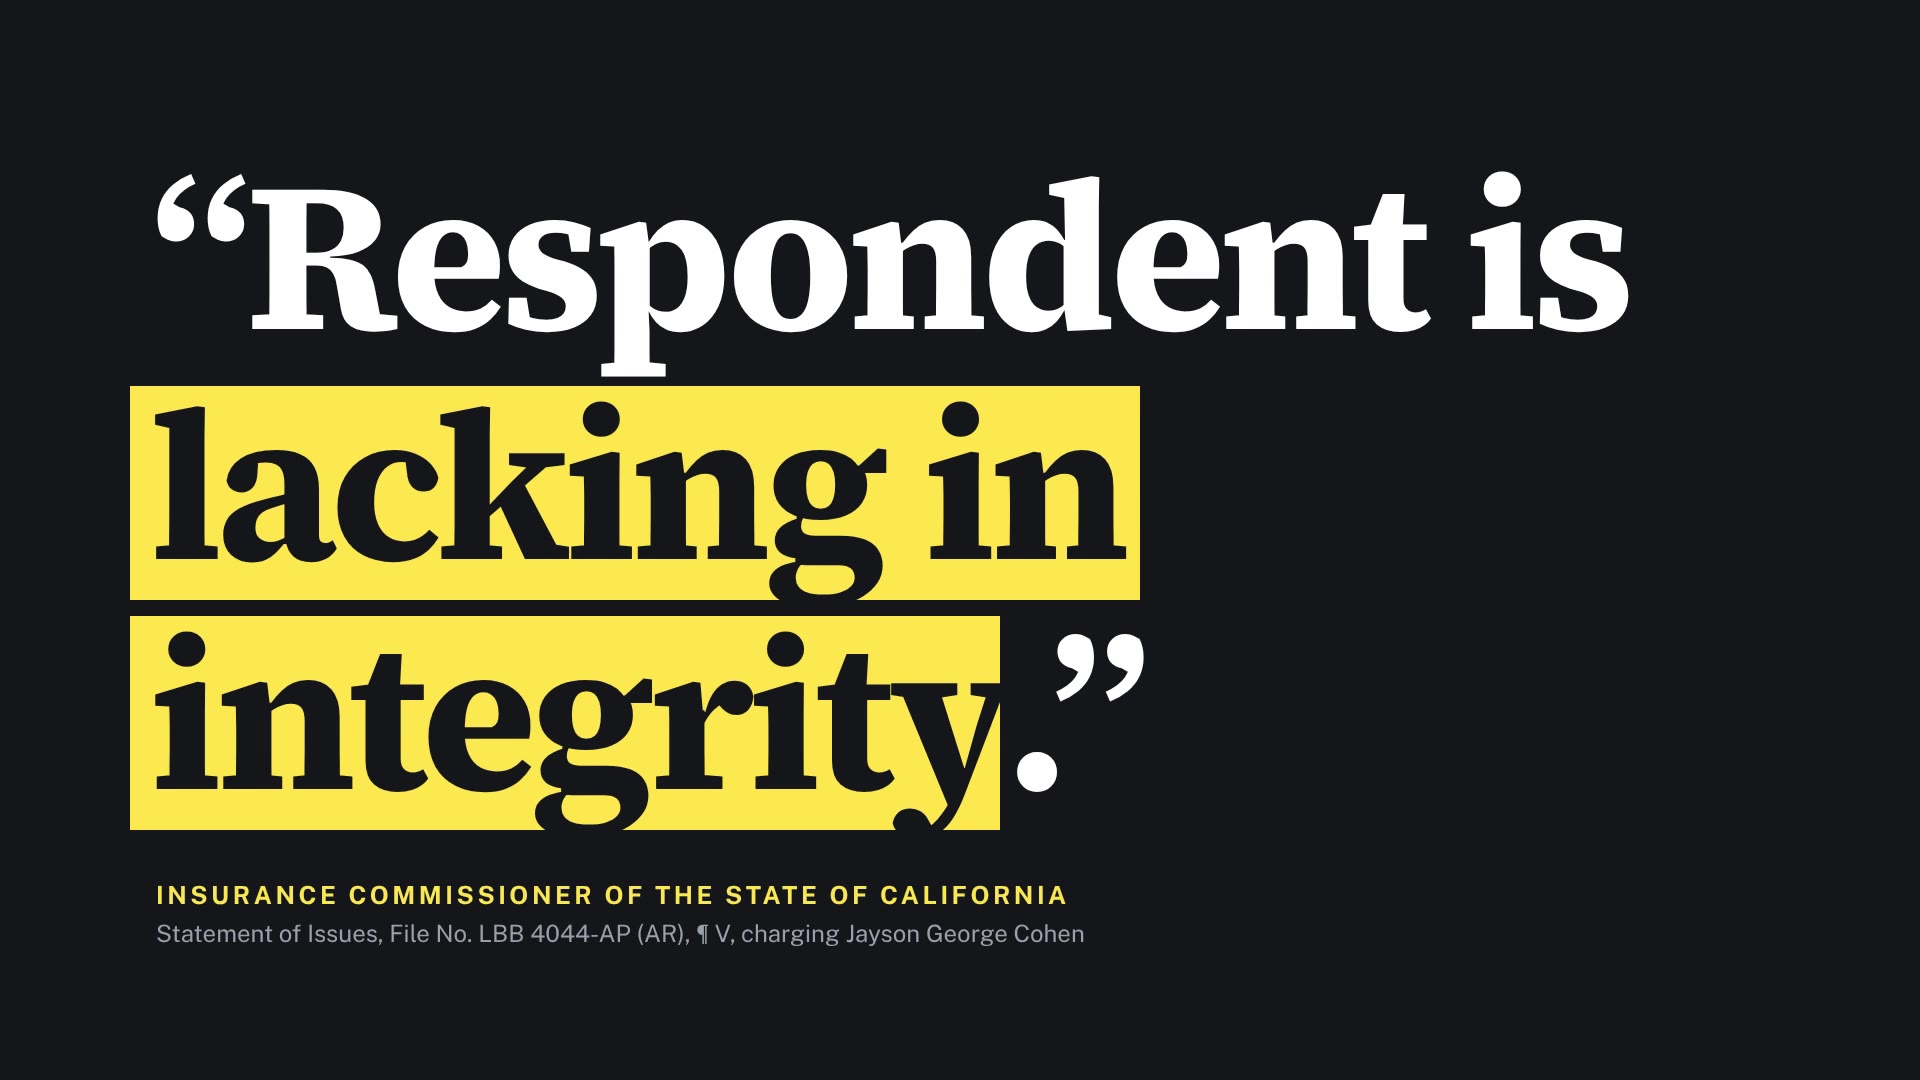 “Respondent is
lacking in
integrity.”
INSURANCE COMMISSIONER OF THE STATE OF CALIFORNIA
Statement of Issues, File No. LBB 4044-AP (AR), ¶ V, charging Jayson George Cohen